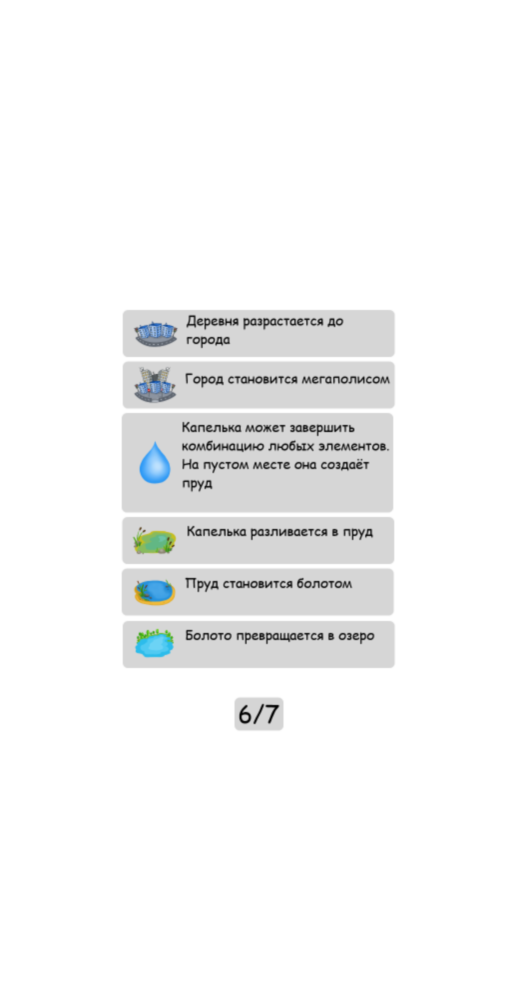 Деревня разрастается до
города
Город становится мегаполисом
Капелька может завершить
комбинацию любых элементов.
На пустом месте она создаёт
пруд
Капелька разливается в пруд
Пруд становится болотом
Болото превращается в озеро
6/7